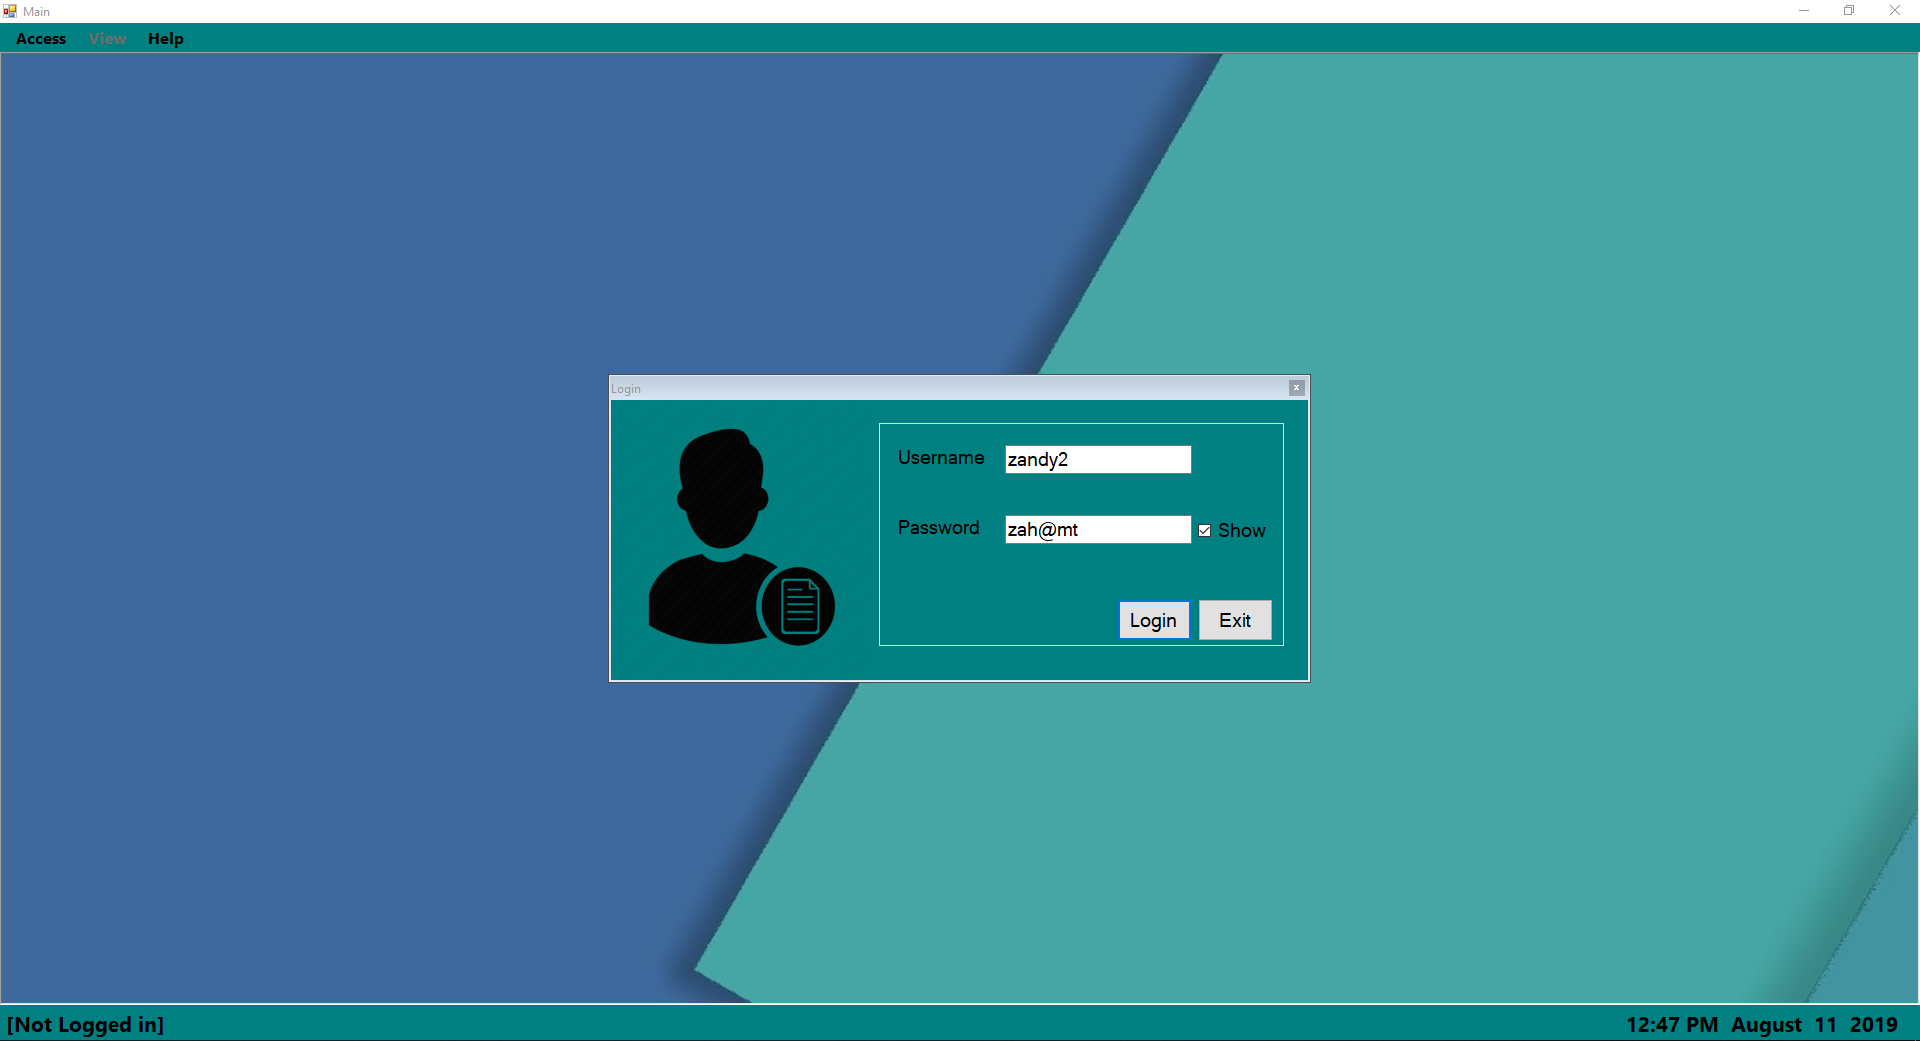 Main
Access View Help
Login
Username zandy2
Password zah@mt Show
Login Exit
[Not Logged in] 12:47 PM August 11 2019